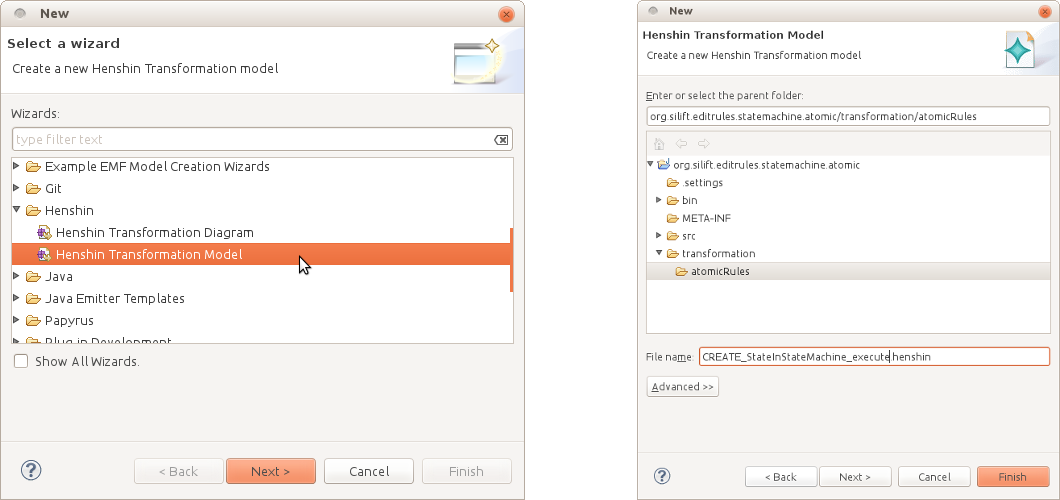 New
Select a wizard
Create a new Henshin Transformation model
Wizards:
type filter text
Example EMF Model Creation Wizards
Git
Henshin
Henshin Transformation Diagram
Henshin Transformation Model
Java
Java Emitter Templates
Papyrus
Plug-in Development
Show All Wizards.
< Back
Next >
Cancel
Finish
New
Henshin Transformation Model
Create a new Henshin Transformation model
Enter or select the parent folder:
org.silift.editrules.statemachine.atomic/transformation/atomicRules
org.silift.editrules.statemachine.atomic
.settings
bin
META-INF
src
transformation
atomicRules
File name: CREATE_StateInStateMachine_execute.henshin
Advanced >>
< Back
Next >
Cancel
Finish